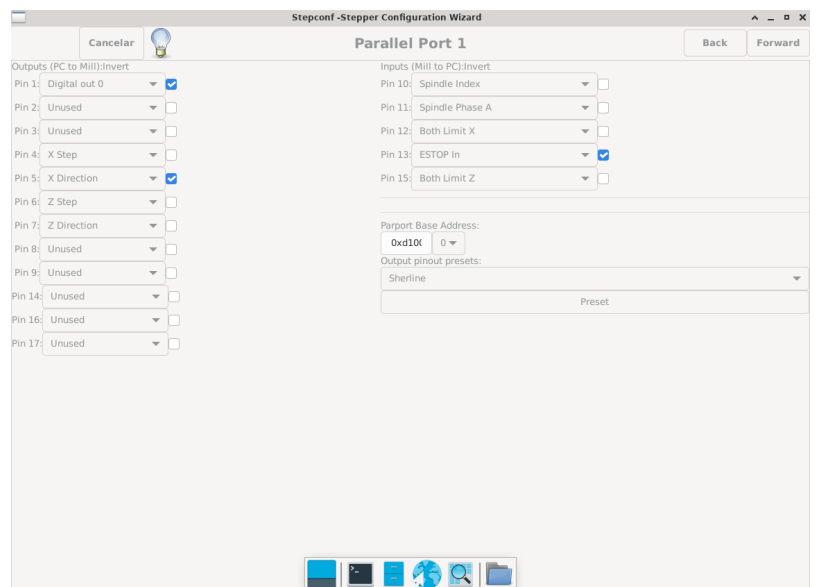 Stepconf -Stepper Configuration Wizard
Cancelar
Parallel Port 1
Back
Forward
Outputs (PC to Mill):Invert
Pin 1: Digital out 0
Pin 2: Unused
Pin 3: Unused
Pin 4: X Step
Pin 5: X Direction
Pin 6: Z Step
Pin 7: Z Direction
Pin 8: Unused
Pin 9: Unused
Pin 14: Unused
Pin 16: Unused
Pin 17: Unused
Inputs (Mill to PC):Invert
Pin 10: Spindle Index
Pin 11: Spindle Phase A
Pin 12: Both Limit X
Pin 13: ESTOP In
Pin 15: Both Limit Z
Parport Base Address:
0xd10 0
Output pinout presets:
Sherline
Preset